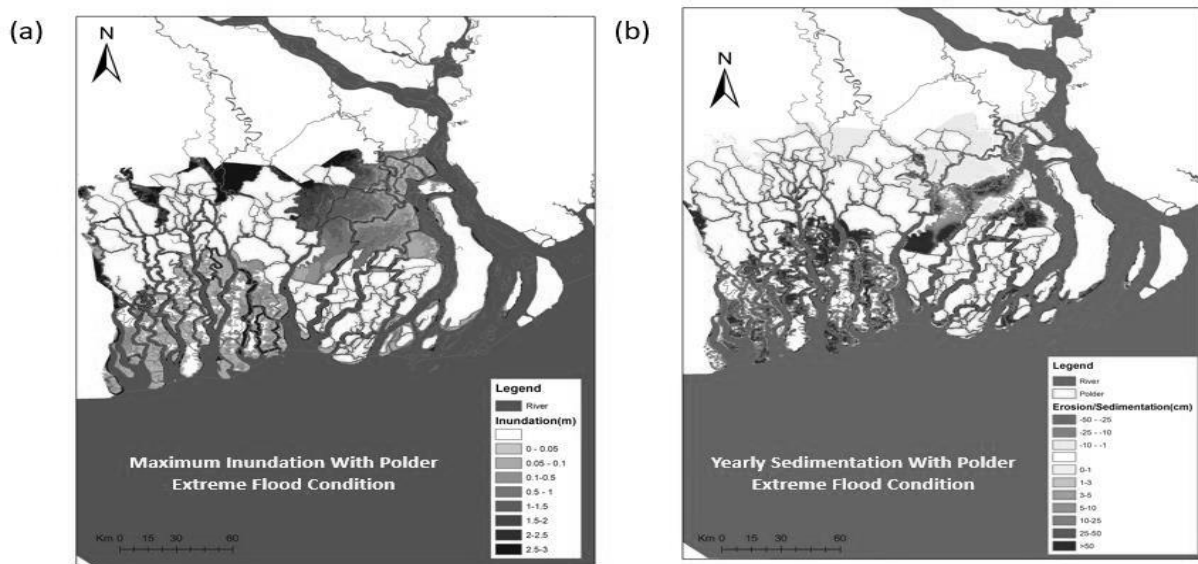 (a)
N
Legend
River
Inundation(m)
0 - 0.05
0.05 - 0.1
0.1-0.5
0.5 - 1
1-1.5
1.5-2
2-2.5
2.5-3
Maximum Inundation With Polder
Extreme Flood Condition
Km 0 15 30 60
(b)
N
Legend
River
Polder
Erosion/Sedimentation(cm)
-50 - -25
-25 - -10
-10 - -1
0-1
1-3
3-5
5-10
10-25
25-50
>50
Yearly Sedimentation With Polder
Extreme Flood Condition
Km 0 15 30 60